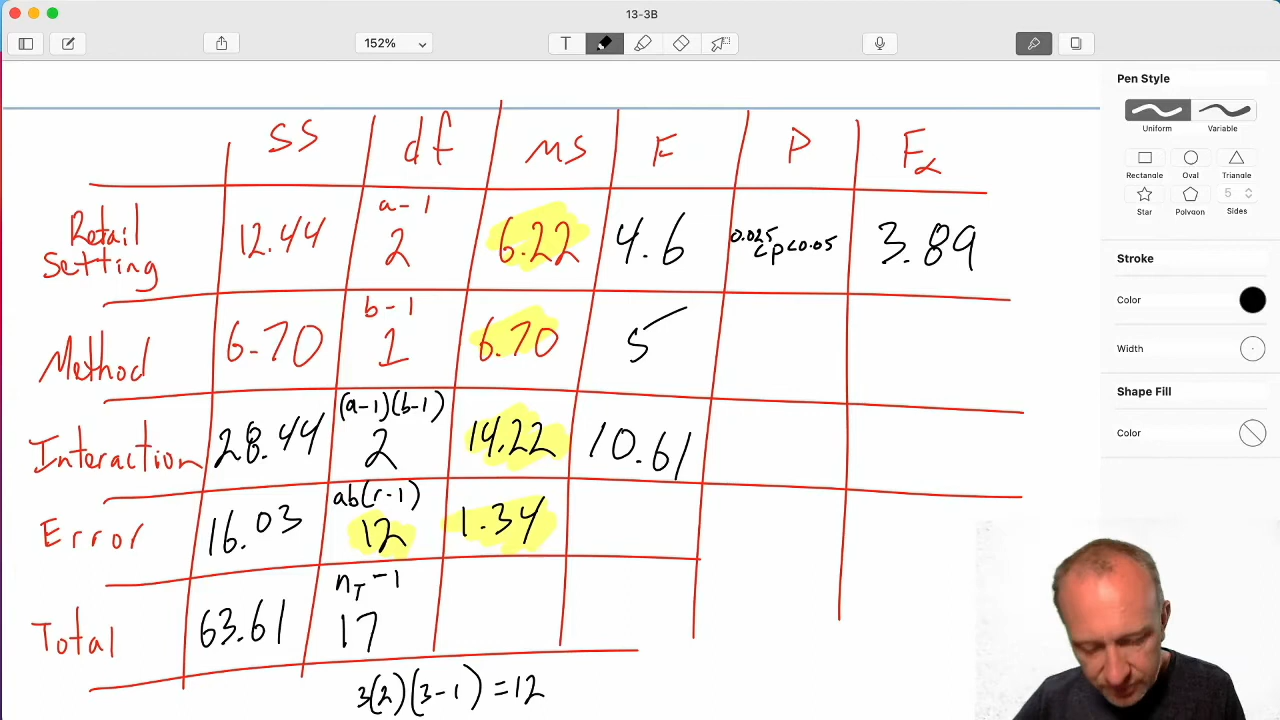 13-3B
152%
T
Pen Style
Uniform Variable
Rectangle Oval Triangle
Star Polygon 5 Sides
Stroke
Color
Width
Shape Fill
Color
SS df MS F P Fα
Retail Setting 12.44 a-1 2 6.22 4.6 0.025<p<0.05 3.89
Method 6.70 b-1 1 6.70 5
Interaction 28.44 (a-1)(b-1) 2 14.22 10.61
Error 16.03 ab(r-1) 12 1.34
Total 63.61 nT-1 17
3(2)(3-1)=12